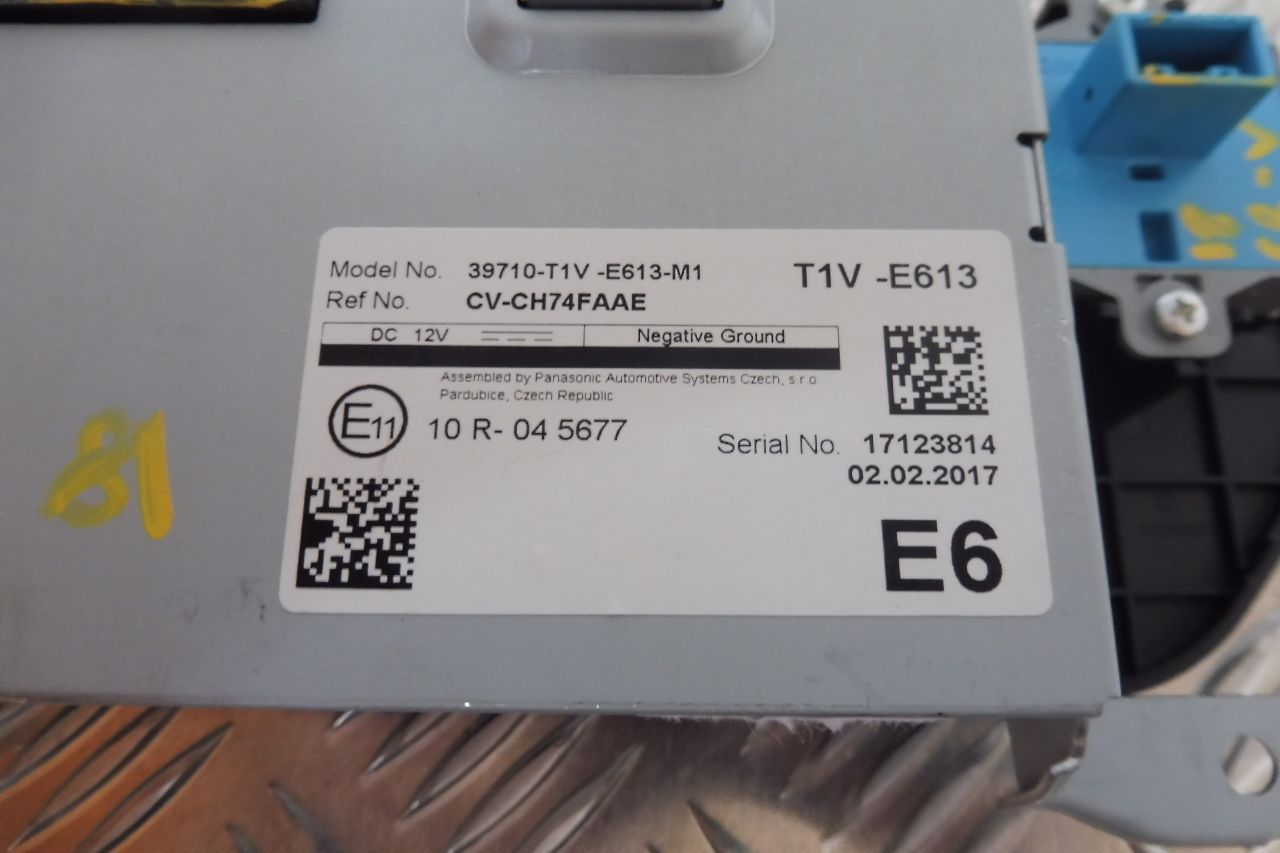 Model No. 39710-T1V -E613-M1
T1V -E613
Ref No. CV-CH74FAAE
DC 12V
Negative Ground
Assembled by Panasonic Automotive Systems Czech, s r o
Pardubice, Czech Republic
E11
10 R- 04 5677
Serial No. 17123814
02.02.2017
E6
81